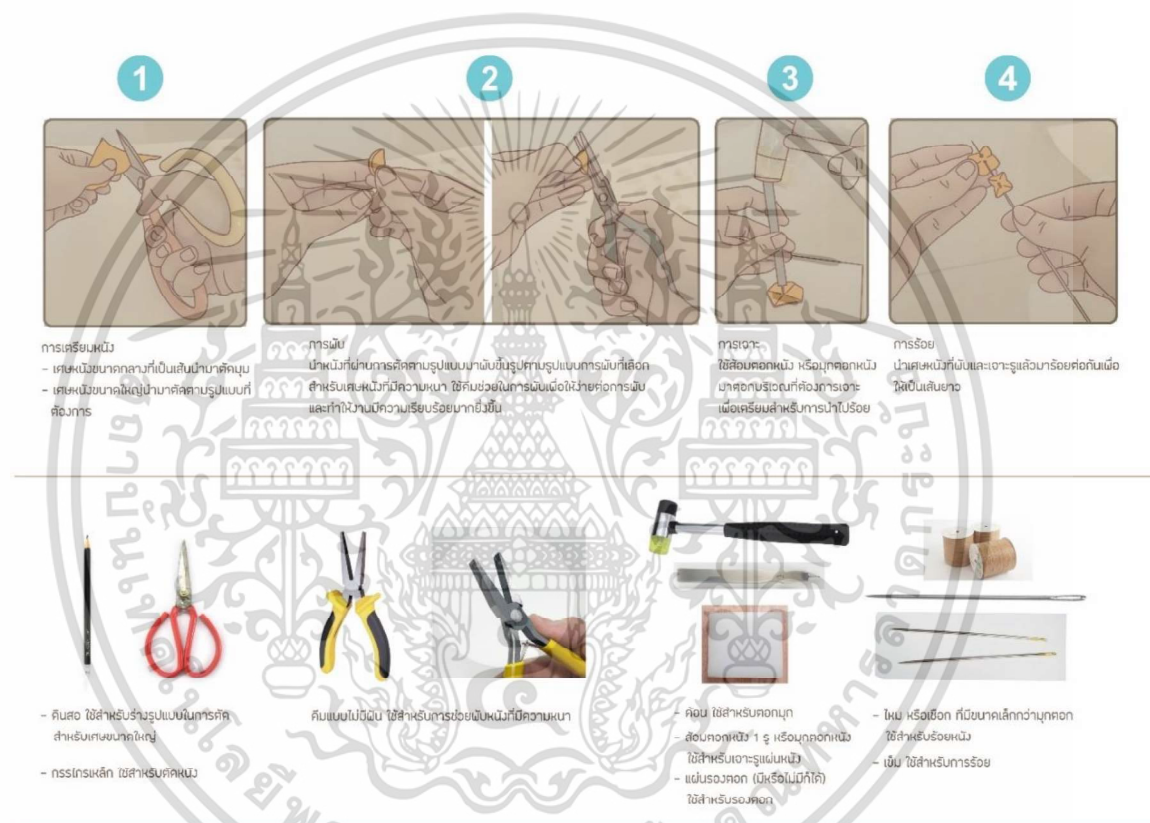 1
2
3
4
การเตรียมหนัง
- เศษหนังขนาดกลางที่เป็นเส้นนำมาตัดมุม
- เศษหนังขนาดใหญ่นำมาตัดตามรูปแบบที่
ต้องการ
การพับ
นำหนังที่ผ่านการตัดตามรูปแบบมาพับขึ้นรูปตามรูปแบบการพับที่เลือก
สำหรับเศษหนังที่มีความหนา ใช้คีมช่วยในการพับเพื่อให้ง่ายต่อการพับ
และทำให้งานมีความเรียบร้อยมากยิ่งขึ้น
การเจาะ
ใช้ส้อมตอกหนัง หรือมุกตอกหนัง
มาตอกบริเวณที่ต้องการเจาะ
เพื่อเตรียมสำหรับการนำไปร้อย
การร้อย
นำเศษหนังที่พับและเจาะรูแล้วมาร้อยต่อกันเพื่อ
ให้เป็นเส้นยาว
- ดินสอ ใช้สำหรับร่างรูปแบบในการตัด
สำหรับเศษขนาดใหญ่
- กรรไกรเหล็ก ใช้สำหรับตัดหนัง
คีมแบบไม่มีฟัน ใช้สำหรับการช่วยพับหนังที่มีความหนา
- ค้อน ใช้สำหรับตอกมุก
- ส้อมตอกหนัง 1 รู หรือมุกตอกหนัง
ใช้สำหรับเจาะรูแผ่นหนัง
- แผ่นรองตอก (มีหรือไม่มีก็ได้)
ใช้สำหรับรองตอก
- ไหม หรือเชือก ที่มีขนาดเล็กกว่ามุกตอก
ใช้สำหรับร้อยหนัง
- เข็ม ใช้สำหรับการร้อย